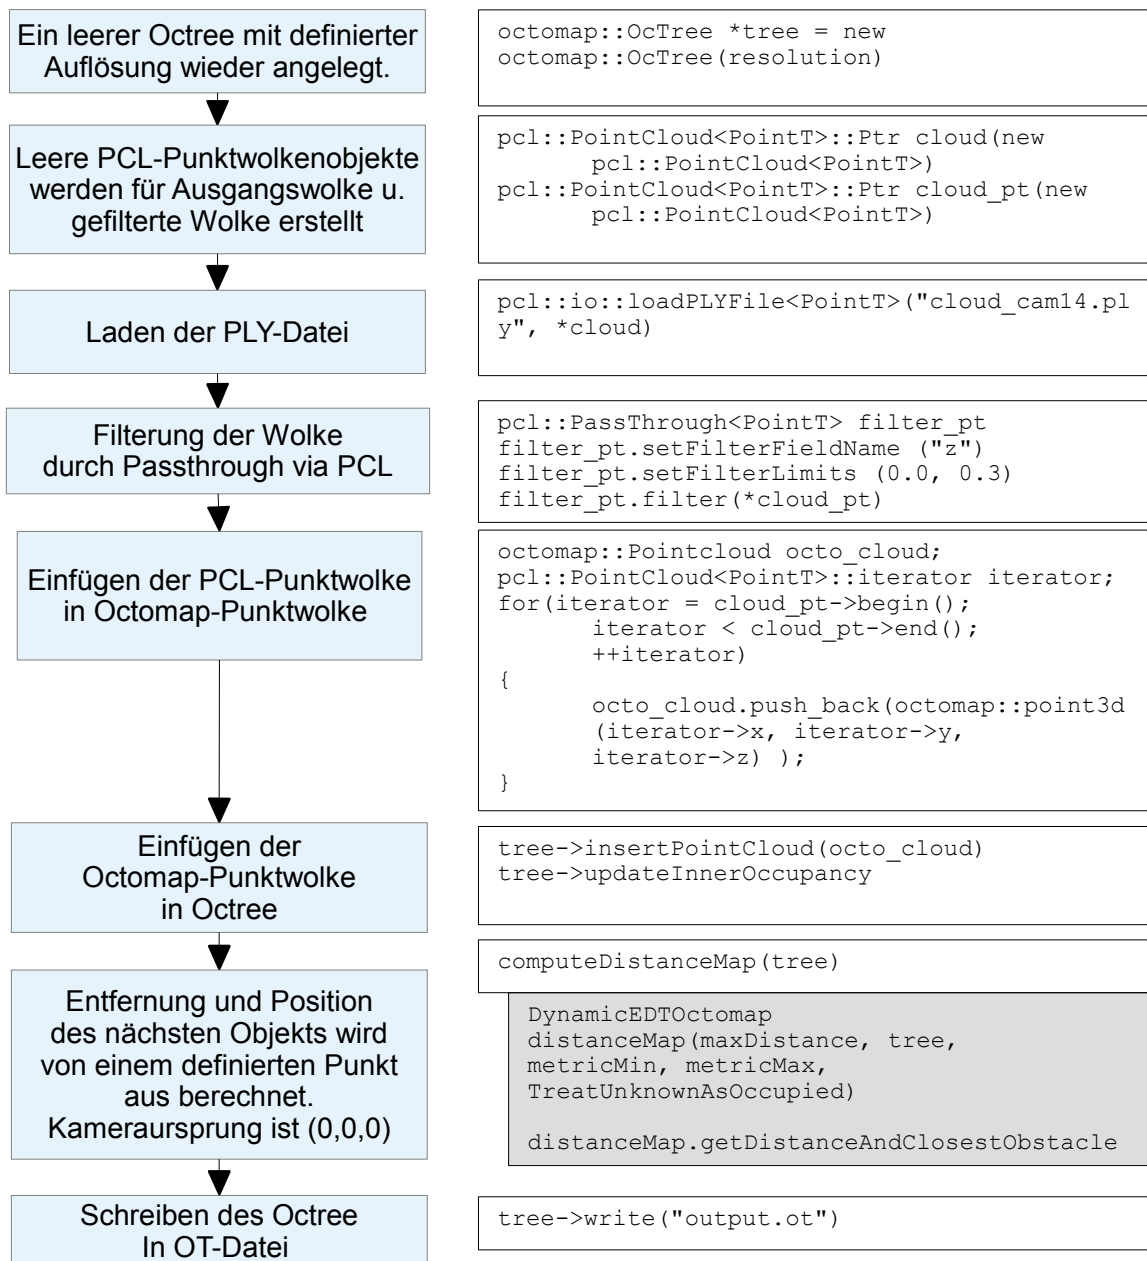 Ein leerer Octree mit definierter
Auflösung wieder angelegt.
octomap::OcTree *tree = new
octomap::OcTree(resolution)
Leere PCL-Punktwolkenobjekte
werden für Ausgangswolke u.
gefilterte Wolke erstellt
pcl::PointCloud<PointT>::Ptr cloud(new
pcl::PointCloud<PointT>)
pcl::PointCloud<PointT>::Ptr cloud_pt(new
pcl::PointCloud<PointT>)
Laden der PLY-Datei
pcl::io::loadPLYFile<PointT>("cloud_cam14.pl
y", *cloud)
Filterung der Wolke
durch Passthrough via PCL
pcl::PassThrough<PointT> filter_pt
filter_pt.setFilterFieldName ("z")
filter_pt.setFilterLimits (0.0, 0.3)
filter_pt.filter(*cloud_pt)
Einfügen der PCL-Punktwolke
in Octomap-Punktwolke
octomap::Pointcloud octo_cloud;
pcl::PointCloud<PointT>::iterator iterator;
for(iterator = cloud_pt->begin();
iterator < cloud_pt->end();
++iterator)
{
octo_cloud.push_back(octomap::point3d
(iterator->x, iterator->y,
iterator->z) );
}
Einfügen der
Octomap-Punktwolke
in Octree
tree->insertPointCloud(octo_cloud)
tree->updateInnerOccupancy
Entfernung und Position
des nächsten Objekts wird
von einem definierten Punkt
aus berechnet.
Kameraursprung ist (0,0,0)
computeDistanceMap(tree)
DynamicEDTOctomap
distanceMap(maxDistance, tree,
metricMin, metricMax,
TreatUnknownAsOccupied)
distanceMap.getDistanceAndClosestObstacle
Schreiben des Octree
In OT-Datei
tree->write("output.ot")